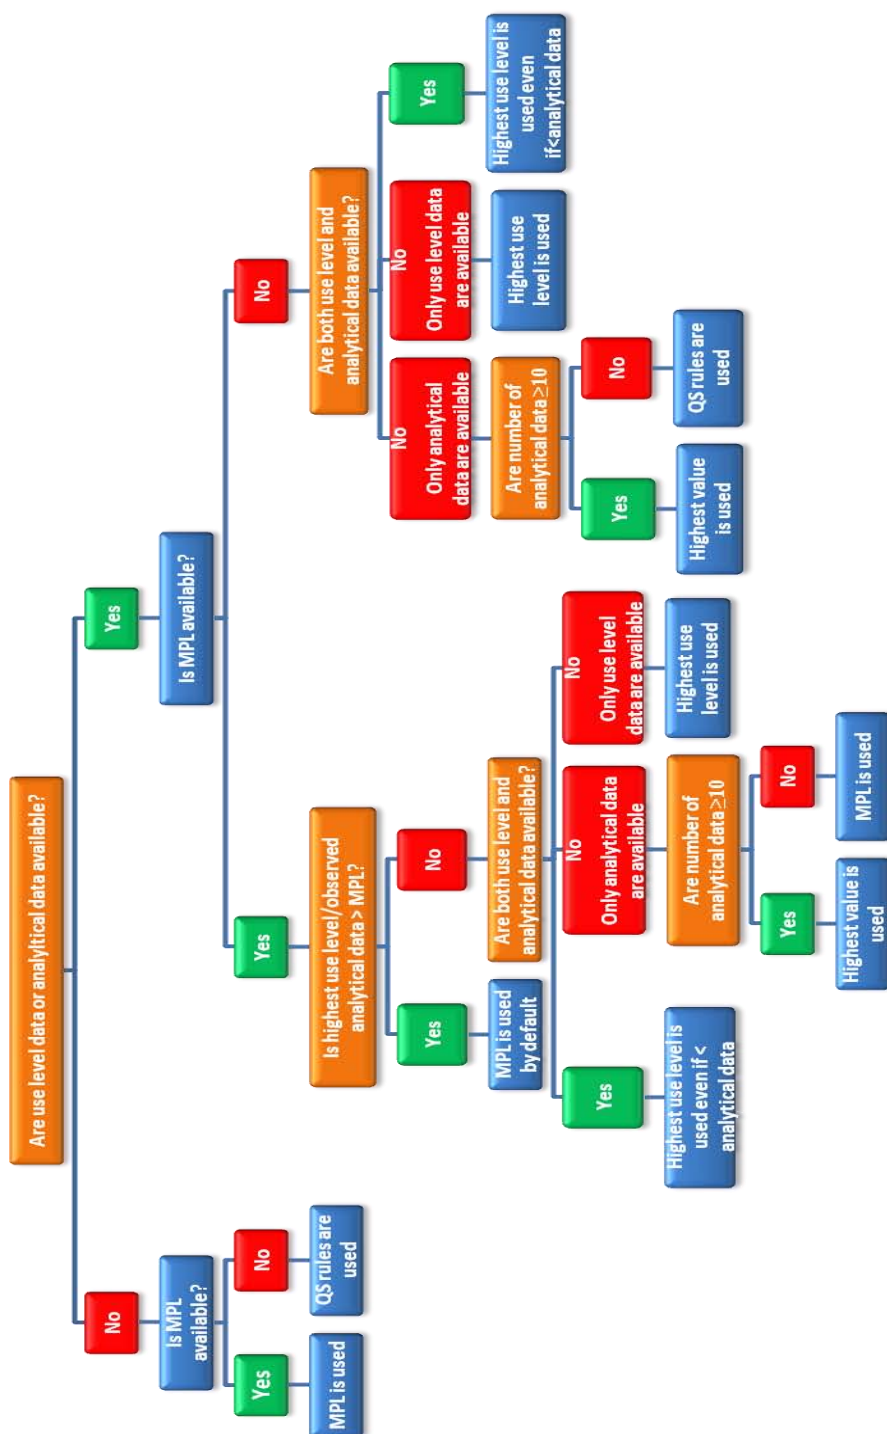 Are use level data or analyltical data available?
No
Is MPL
available?
Yes
MPL is used
No
QS rules are
used
Yes
Is MPL available?
Yes
Is highest use level/observed
analytical data > MPL?
Yes
MPL is used
by default
No
Are both use level and
analytical data available?
Yes
Highest use level is
used even if <
analytical data
No
Only analytical data
are available
Are number of
analytical data ≥10
Yes
Highest value is
used
No
MPL is used
No
Only use level
data are available
Highest use
level is used
No
Are both use level and
analytical data available?
No
Only analytical
data are available
Are number of
analytical data ≥10
Yes
Highest value
is used
No
QS rules are
used
No
Only use level data
are available
Highest use
level is used
Yes
Highest use level is
used even
if<analytical data